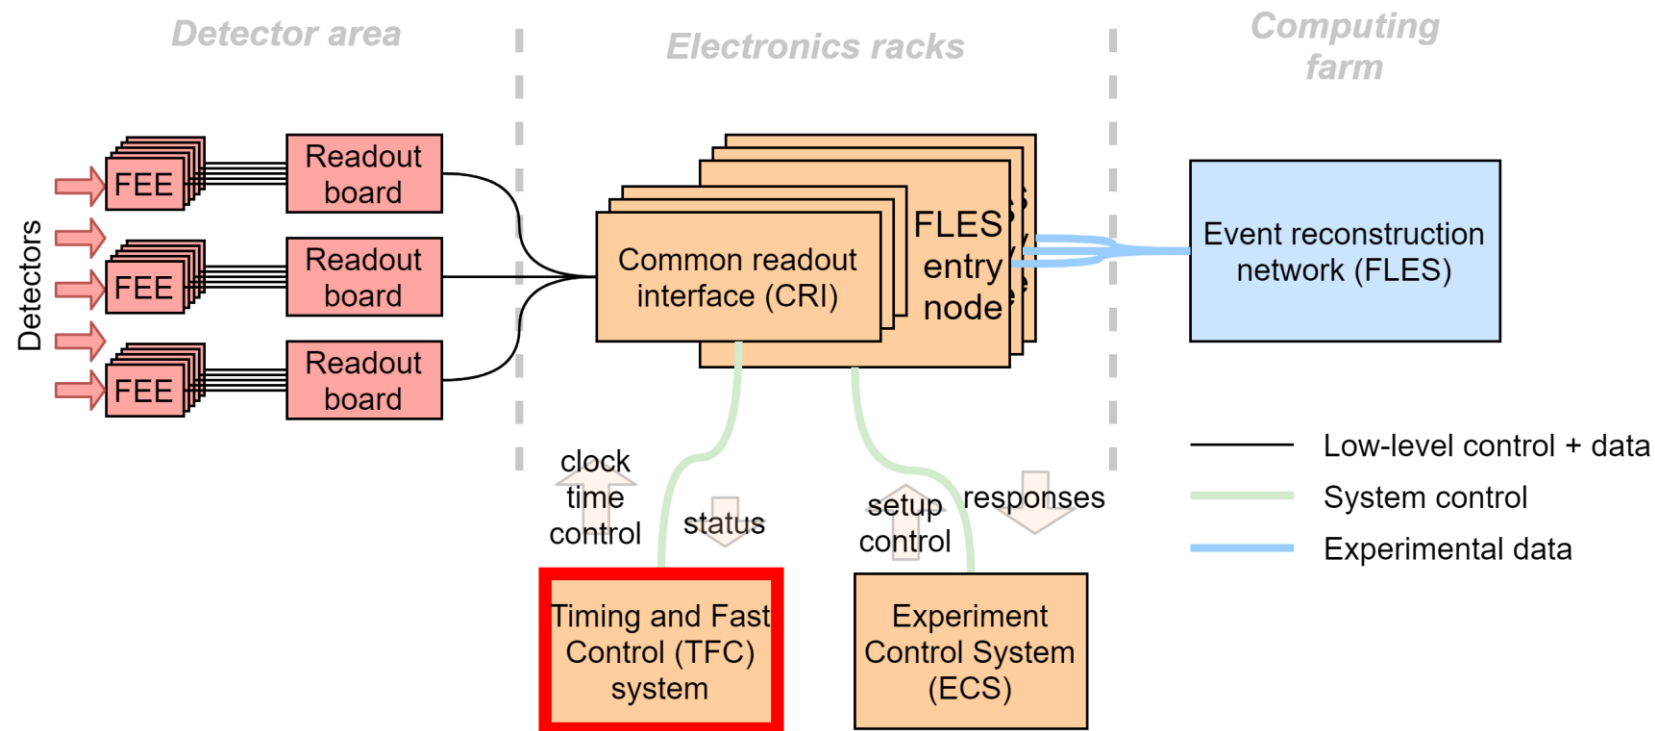 Detector area
Electronics racks
Computing
farm
Detectors
FEE
Readout
board
FEE
Readout
board
FEE
Readout
board
Common readout
interface (CRI)
FLES
entry
node
Event reconstruction
network (FLES)
clock
time
control
status
setup
control
responses
Timing and Fast
Control (TFC)
system
Experiment
Control System
(ECS)
Low-level control + data
System control
Experimental data